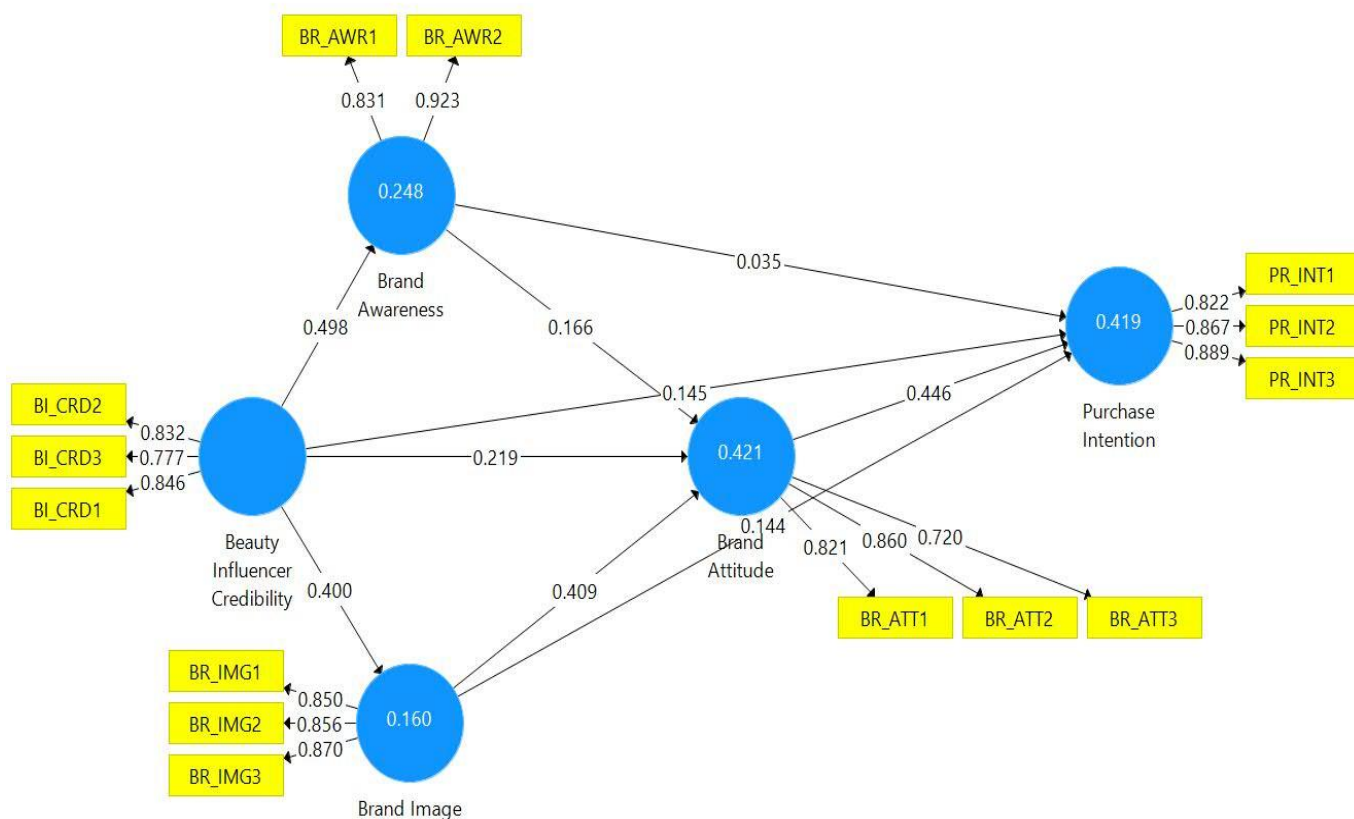 BR_AWR1
BR_AWR2
0.831
0.923
0.248
Brand
Awareness
0.035
0.498
0.166
PR_INT1
PR_INT2
PR_INT3
0.822
0.867
0.889
0.419
Purchase
Intention
BI_CRD2
BI_CRD3
BI_CRD1
0.832
0.777
0.846
0.145
0.446
0.219
0.421
Beauty
Influencer
Credibility
0.144
Brand
Attitude
0.821
0.860
0.720
0.400
0.409
BR_ATT1
BR_ATT2
BR_ATT3
BR_IMG1
BR_IMG2
BR_IMG3
0.850
0.856
0.870
0.160
Brand Image